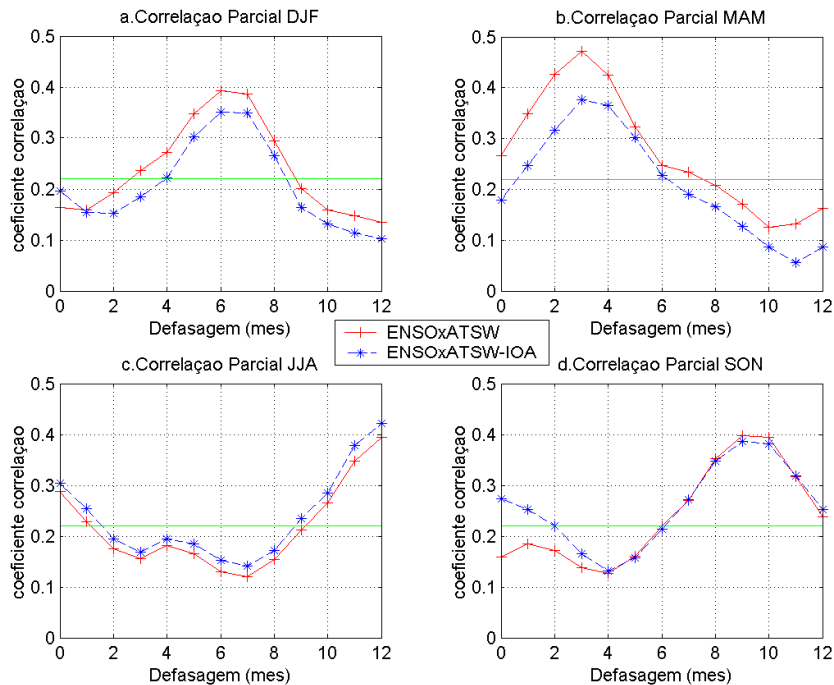 a.Correlaçao Parcial DJF
0.5
0.4
0.3
0.2
0.1
0
coeficiente correlaçao
0 2 4 6 8 10 12
Defasagem (mes)
b.Correlaçao Parcial MAM
0.5
0.4
0.3
0.2
0.1
0
coeficiente correlaçao
0 2 4 6 8 10 12
Defasagem (mes)
ENSOxATSW
ENSOxATSW-IOA
c.Correlaçao Parcial JJA
0.5
0.4
0.3
0.2
0.1
0
coeficiente correlaçao
0 2 4 6 8 10 12
Defasagem (mes)
d.Correlaçao Parcial SON
0.5
0.4
0.3
0.2
0.1
0
coeficiente correlaçao
0 2 4 6 8 10 12
Defasagem (mes)